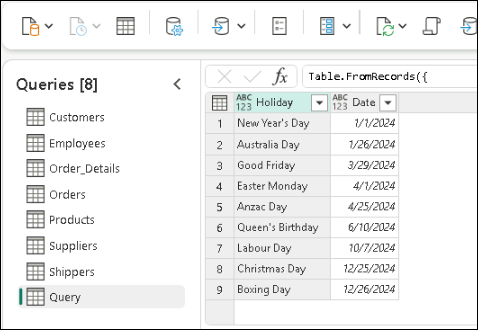 Queries [8]
Customers
Employees
Order_Details
Orders
Products
Suppliers
Shippers
Query
fx
Table.FromRecords({
ABC 123 Holiday ABC 123 Date
1 New Year's Day 1/1/2024
2 Australia Day 1/26/2024
3 Good Friday 3/29/2024
4 Easter Monday 4/1/2024
5 Anzac Day 4/25/2024
6 Queen's Birthday 6/10/2024
7 Labour Day 10/7/2024
8 Christmas Day 12/25/2024
9 Boxing Day 12/26/2024